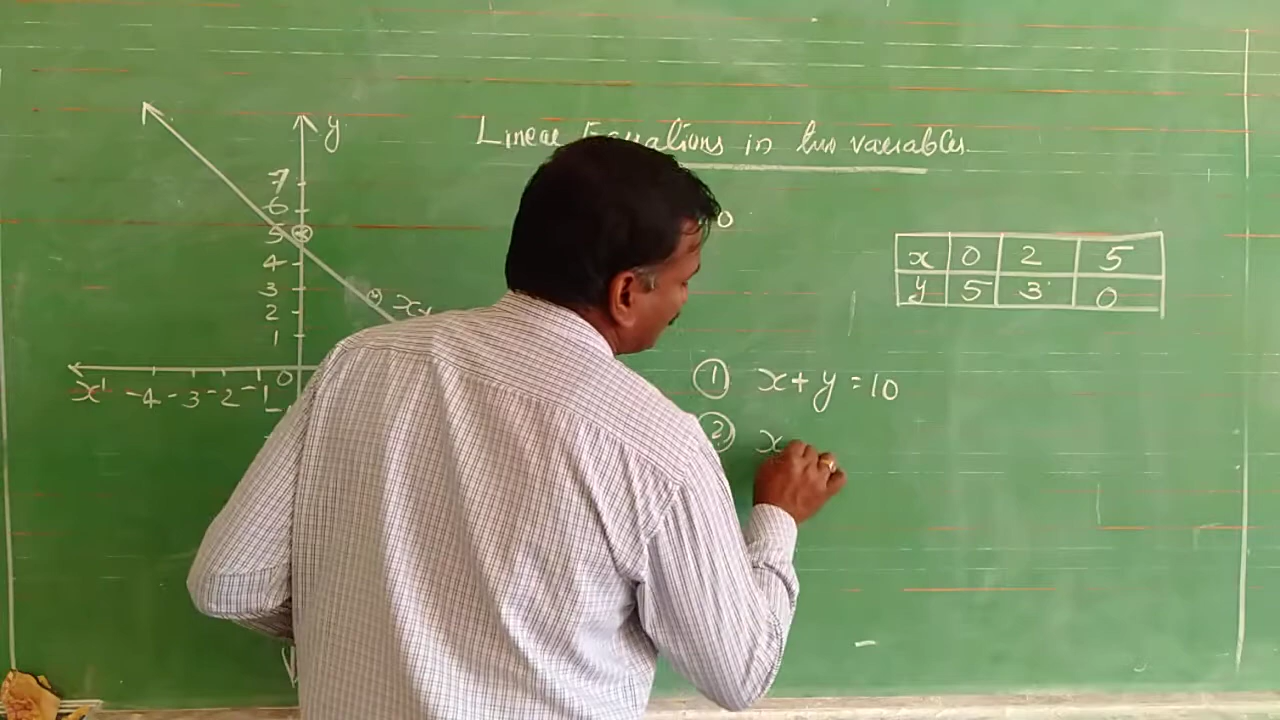 Linear Equations in two variables.
y
7
6
5
4
3
2
1
0
x+
x' -4 -3 -2 -1
0
x 0 2 5
y 5 3 0
① x+y=10
② x